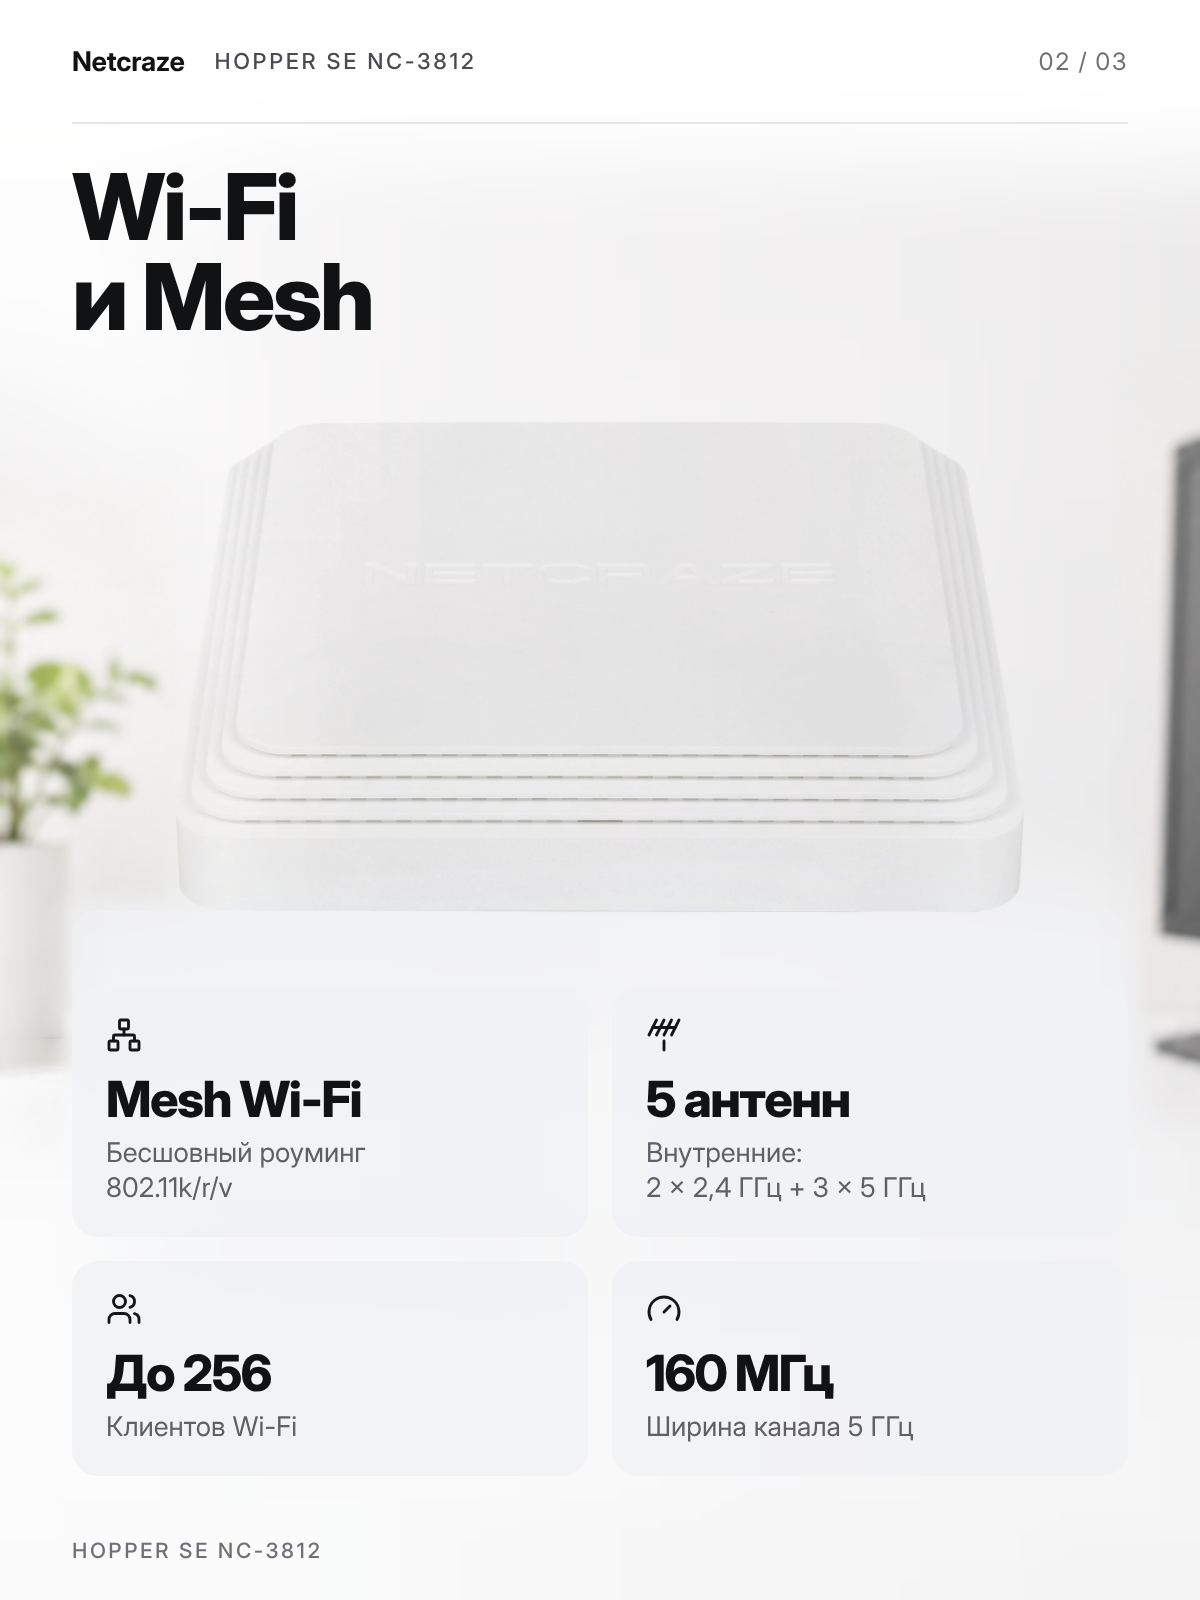 Netcraze HOPPER SE NC-3812 02 / 03
Wi-Fi
и Mesh
NETCRAZE
Mesh Wi-Fi
Бесшовный роуминг
802.11k/r/v
5 антенн
Внутренние:
2 × 2,4 ГГц + 3 × 5 ГГц
До 256
Клиентов Wi-Fi
160 МГц
Ширина канала 5 ГГц
HOPPER SE NC-3812